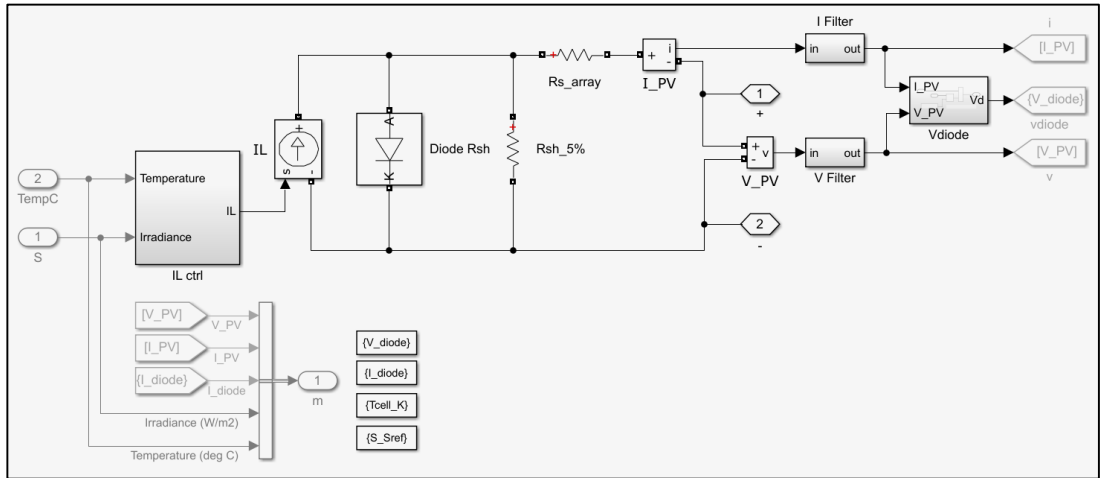 I Filter
i
in out
[I_PV]
+ i
-
Rs_array
I_PV
I_PV
V_PV
Vd
{V_diode}
1
+
Vdiode
vdiode
IL
+
s -
A
K
Diode Rsh
Rsh_5%
+
-
v
in out
[V_PV]
V_PV
V Filter
v
2
TempC
Temperature
IL
1
S
Irradiance
IL ctrl
2
-
[V_PV]
V_PV
[I_PV]
I_PV
{I_diode}
I_diode
Irradiance (W/m2)
Temperature (deg C)
1
m
{V_diode}
{I_diode}
{Tcell_K}
{S_Sref}